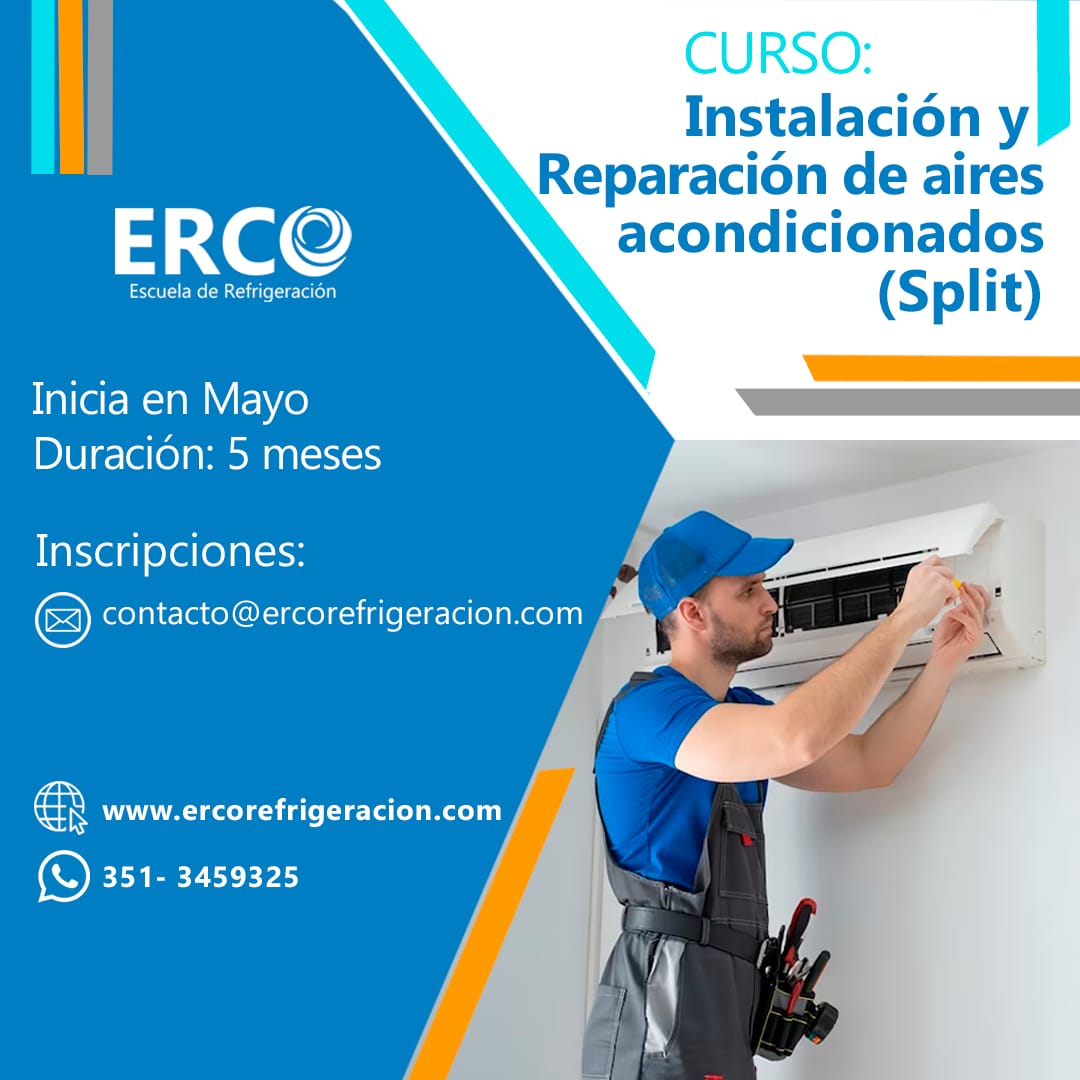 CURSO:
Instalación y
Reparación de aires
acondicionados
(Split)
ERCO
Escuela de Refrigeración
Inicia en Mayo
Duración: 5 meses
Inscripciones:
contacto@ercorefrigeracion.com
www.ercorefrigeracion.com
351- 3459325